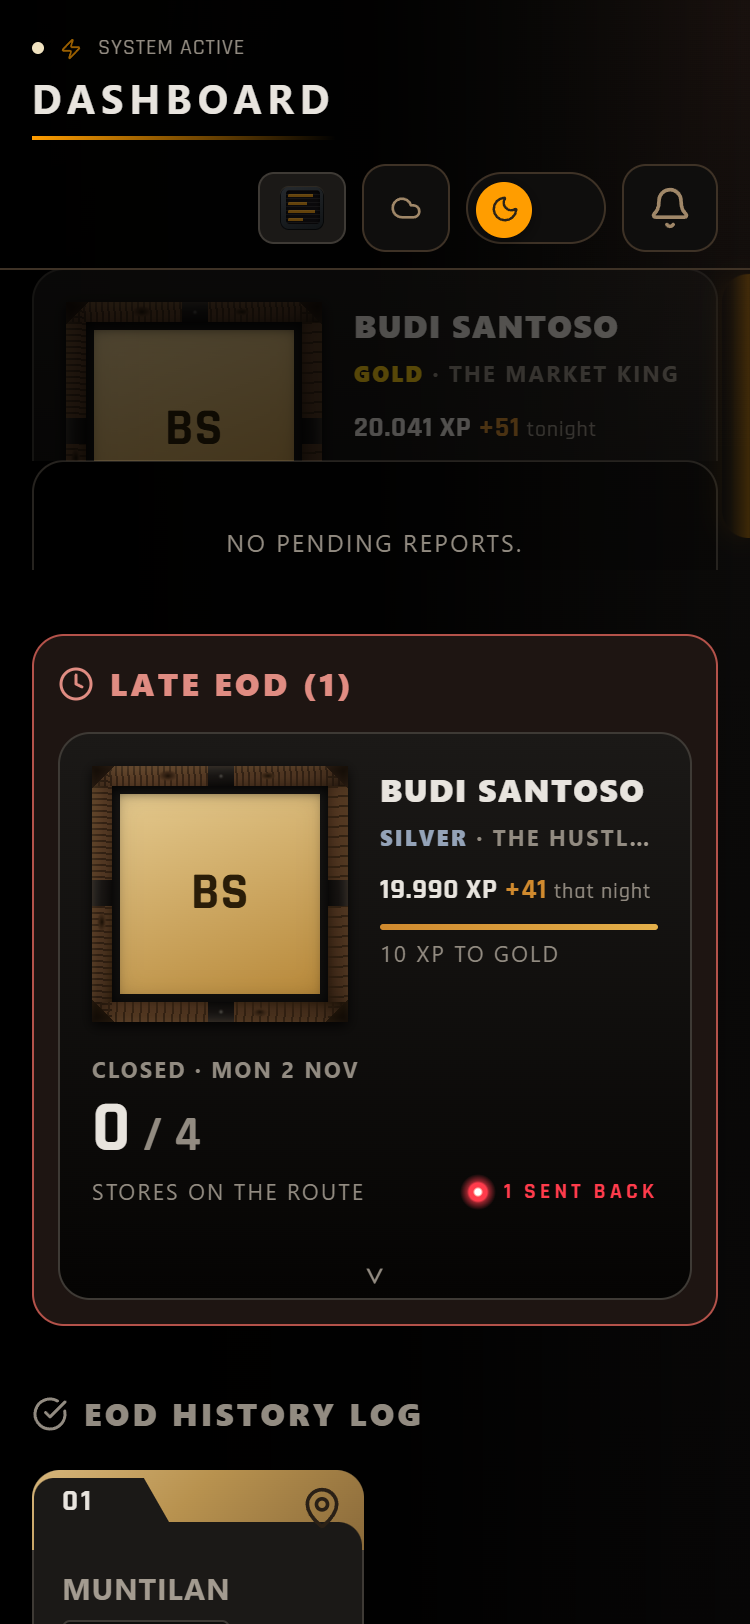 SYSTEM ACTIVE
DASHBOARD
BUDI SANTOSO
GOLD · THE MARKET KING
BS
20.041 XP +51 tonight
NO PENDING REPORTS.
LATE EOD (1)
BUDI SANTOSO
SILVER · THE HUSTL...
BS
19.990 XP +41 that night
10 XP TO GOLD
CLOSED · MON 2 NOV
0 / 4
STORES ON THE ROUTE
1 SENT BACK
EOD HISTORY LOG
01
MUNTILAN